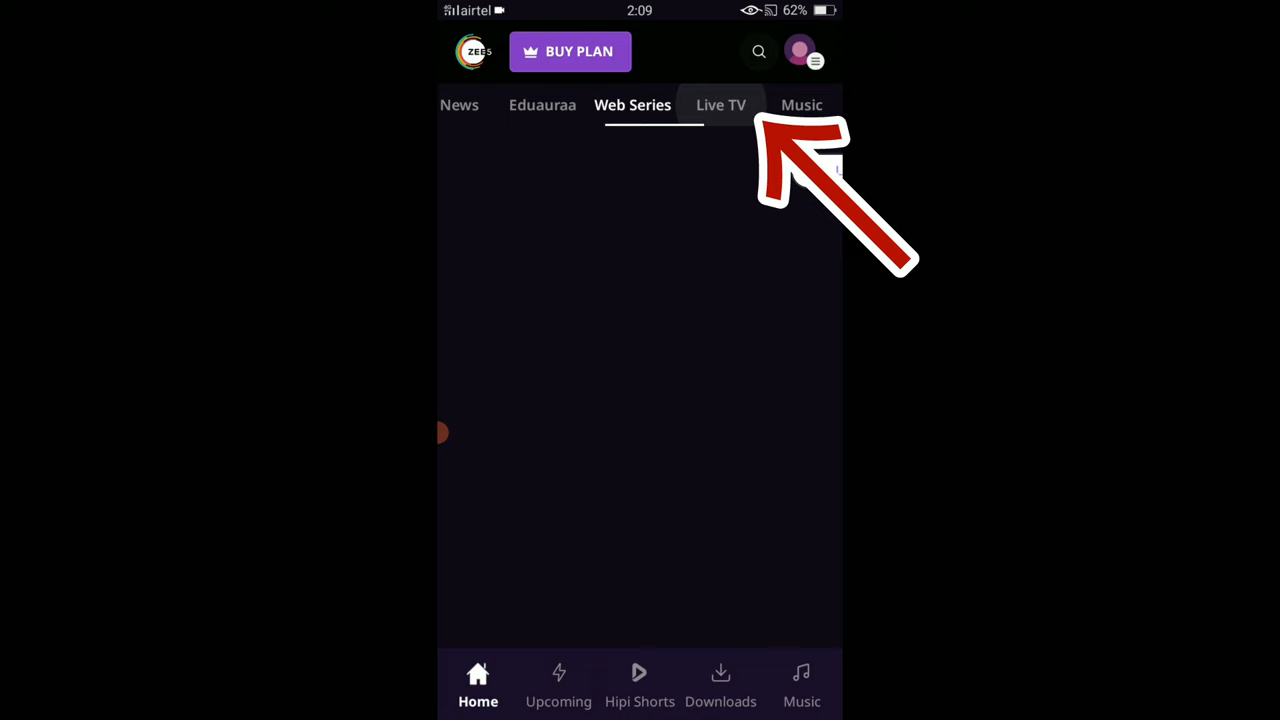 4G airtel 2:09 62%
ZEE5 BUY PLAN
News Eduauraa Web Series Live TV Music
Home Upcoming Hipi Shorts Downloads Music